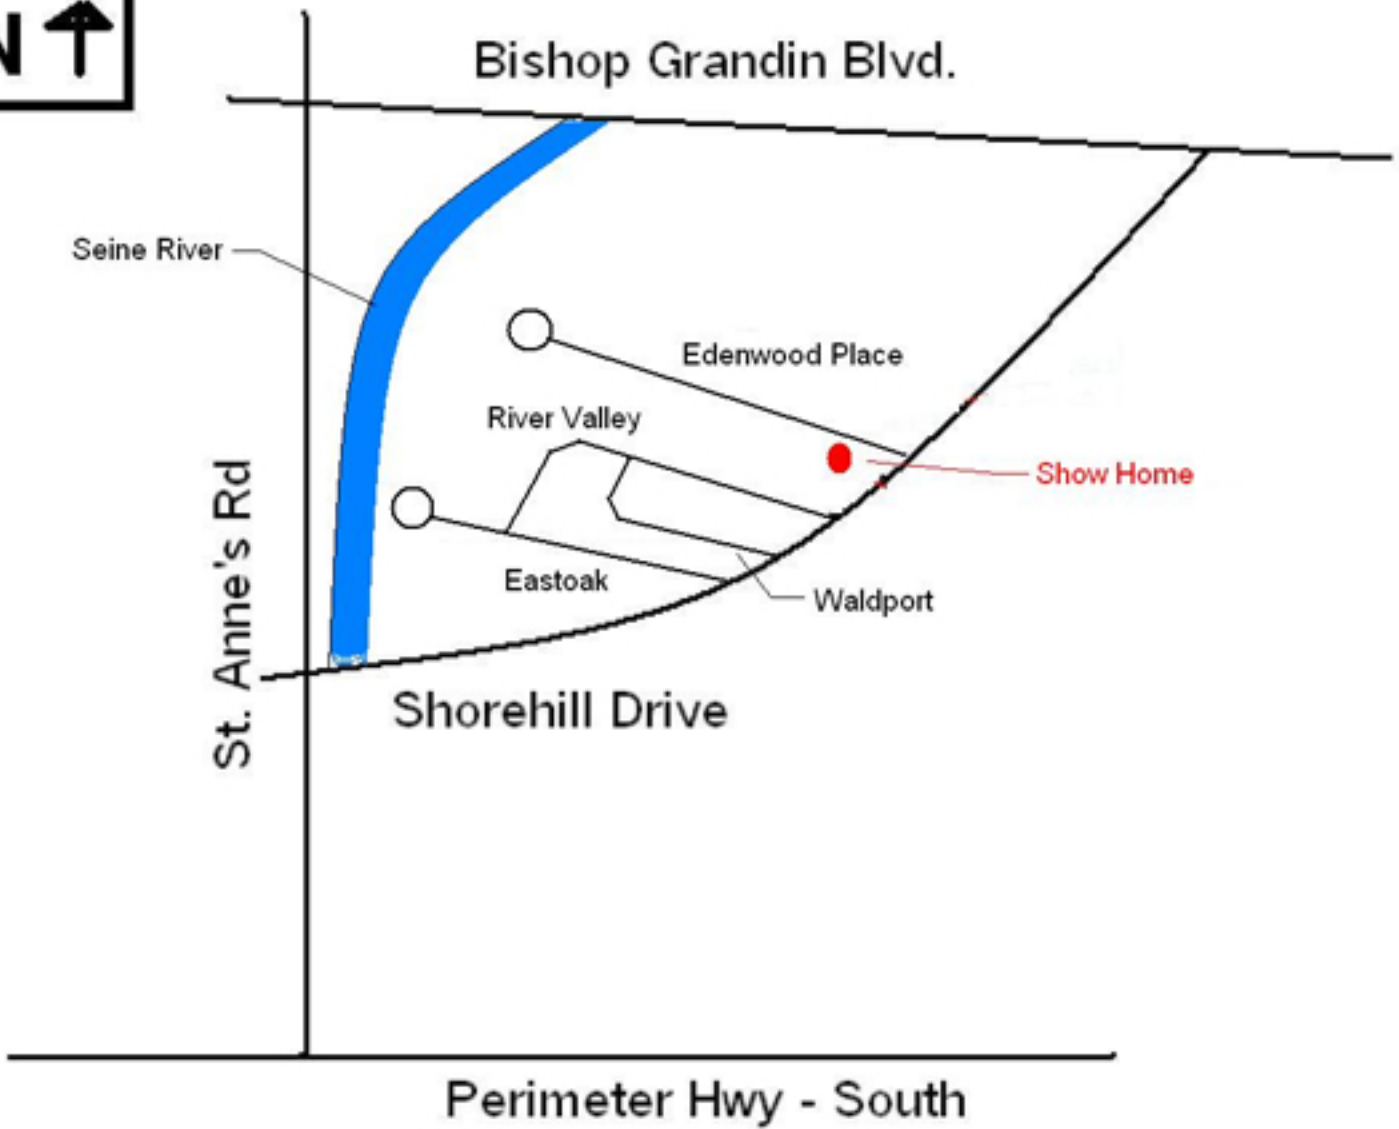 N
Bishop Grandin Blvd.
Seine River
Edenwood Place
River Valley
Show Home
St. Anne's Rd
Eastoak
Waldport
Shorehill Drive
Perimeter Hwy - South